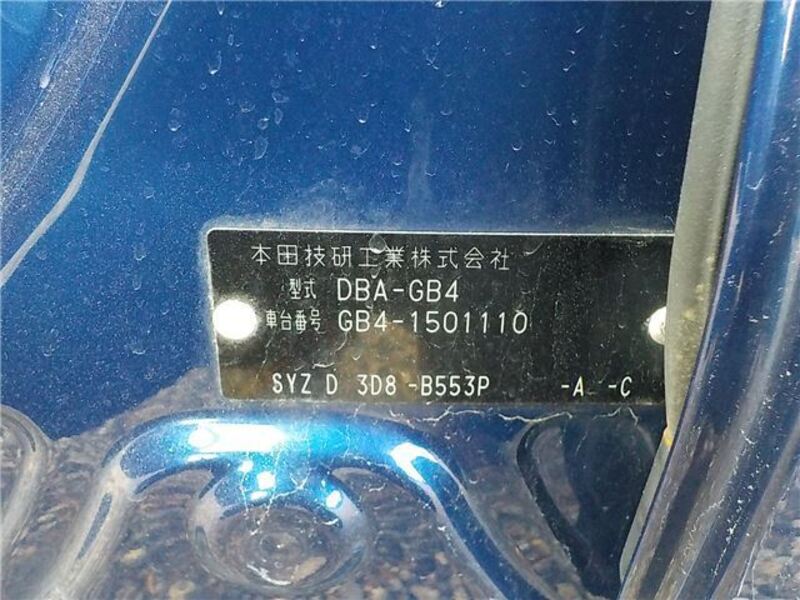 本田技研工業株式会社
型式 DBA-GB4
車台番号 GB4-1501110
SYZ D 3D8 -B553P -A -C